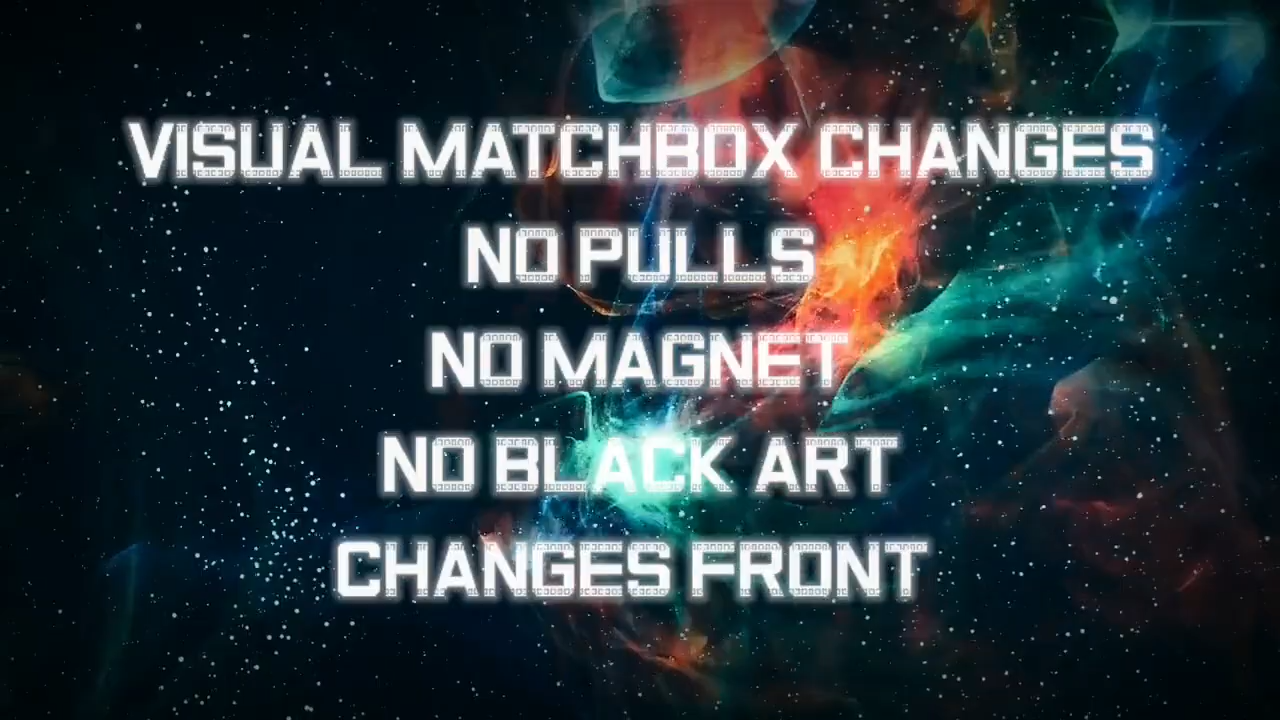 VISUAL MATCHBOX CHANGES
NO PULLS
NO MAGNET
NO BLACK ART
CHANGES FRONT